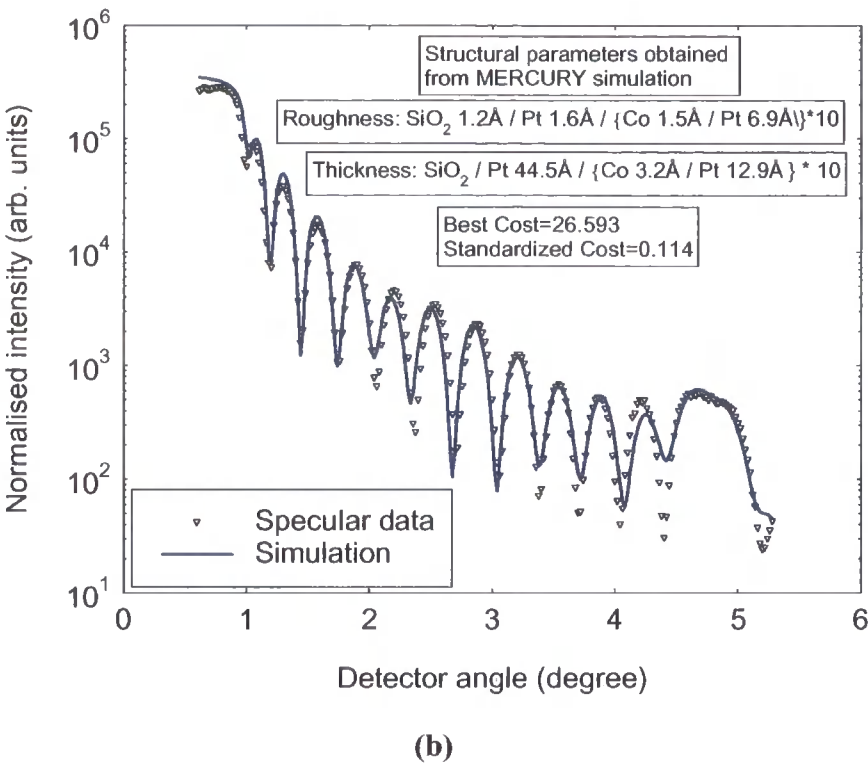 10^6
10^5
10^4
10^3
10^2
10^1
Normalised intensity (arb. units)
Structural parameters obtained
from MERCURY simulation
Roughness: SiO₂ 1.2Å / Pt 1.6Å / {Co 1.5Å / Pt 6.9Å\}*10
Thickness: SiO₂ / Pt 44.5Å / {Co 3.2Å / Pt 12.9Å } * 10
Best Cost=26.593
Standardized Cost=0.114
Specular data
Simulation
0 1 2 3 4 5 6
Detector angle (degree)
(b)